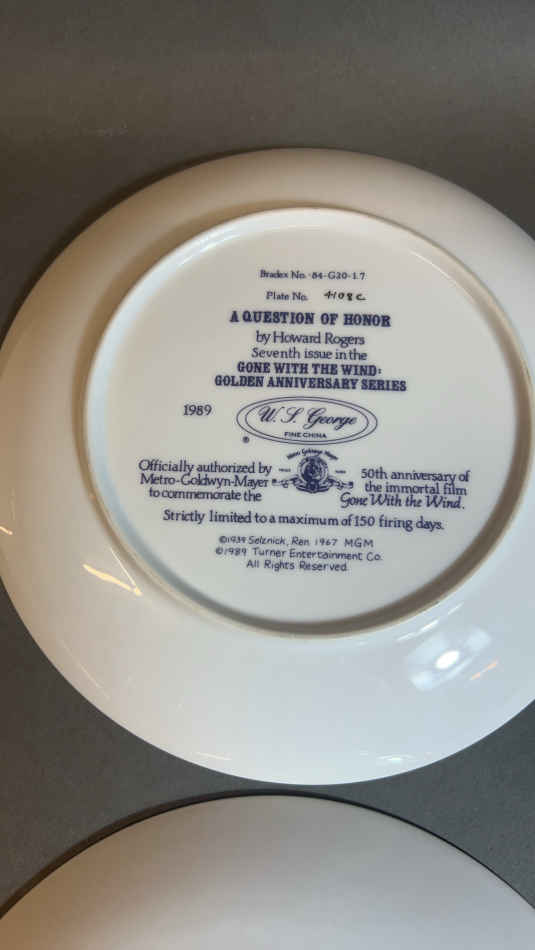 Bradex No. 84-G20-1.7
Plate No. 4108C
A QUESTION OF HONOR
by Howard Rogers
Seventh issue in the
GONE WITH THE WIND:
GOLDEN ANNIVERSARY SERIES
1989
W. S. George
FINE CHINA
®
Metro Goldwyn Mayer
Officially authorized by
Metro-Goldwyn-Mayer
to commemorate the
50th anniversary of
the immortal film
Gone With the Wind.
Strictly limited to a maximum of 150 firing days.
©1939 Selznick, Ren. 1967 MGM
©1989 Turner Entertainment Co.
All Rights Reserved.